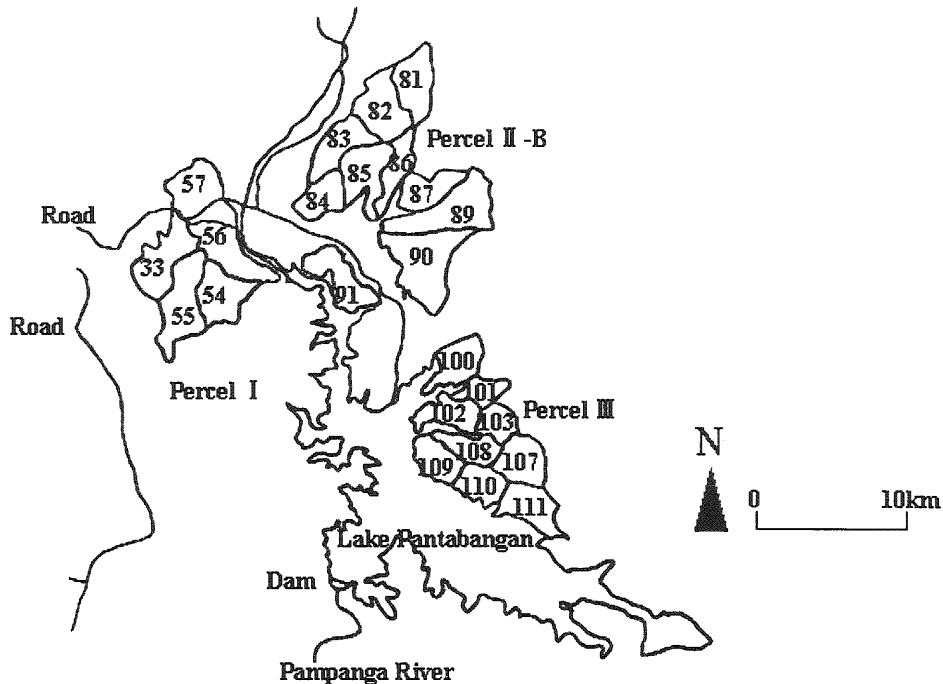 81
82
83
Percel II-B
86
85
87
84
57
89
Road
56
90
33
54
91
55
Road
100
Percel I
101
102
103
Percel III
N
108
107
109
110
0
10km
111
Lake Pantabangan
Dam
Pampanga River